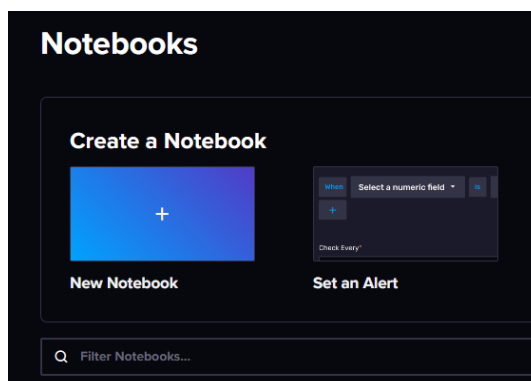 Notebooks
Create a Notebook
+
When Select a numeric field is
+
Check Every*
New Notebook
Set an Alert
Filter Notebooks...